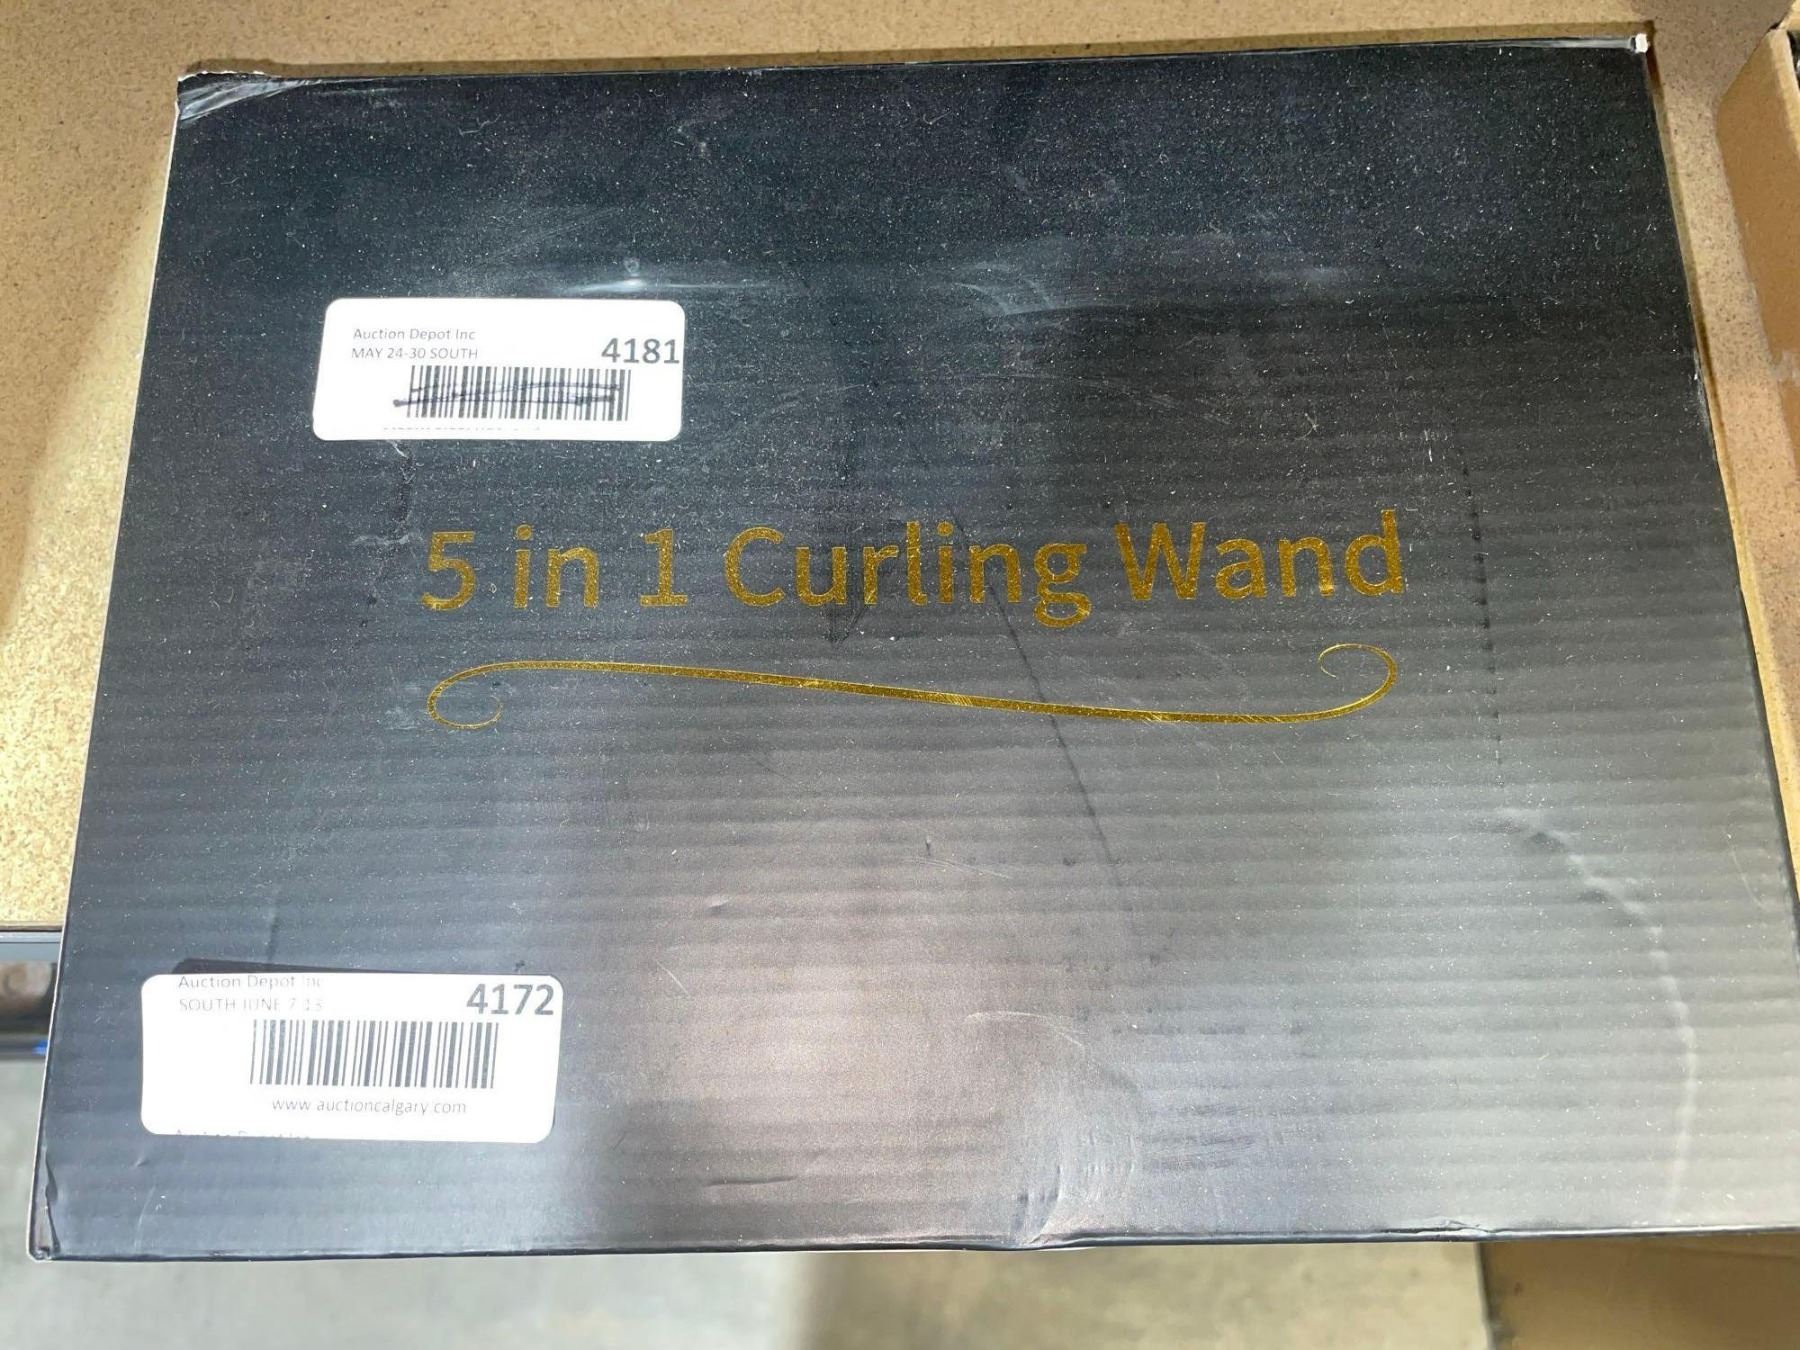 Auction Depot Inc
MAY 24-30 SOUTH
4181
5 in 1 Curling Wand
Auction Depot Inc
SOUTH JUNE 7-13
4172
www.auctioncalgary.com